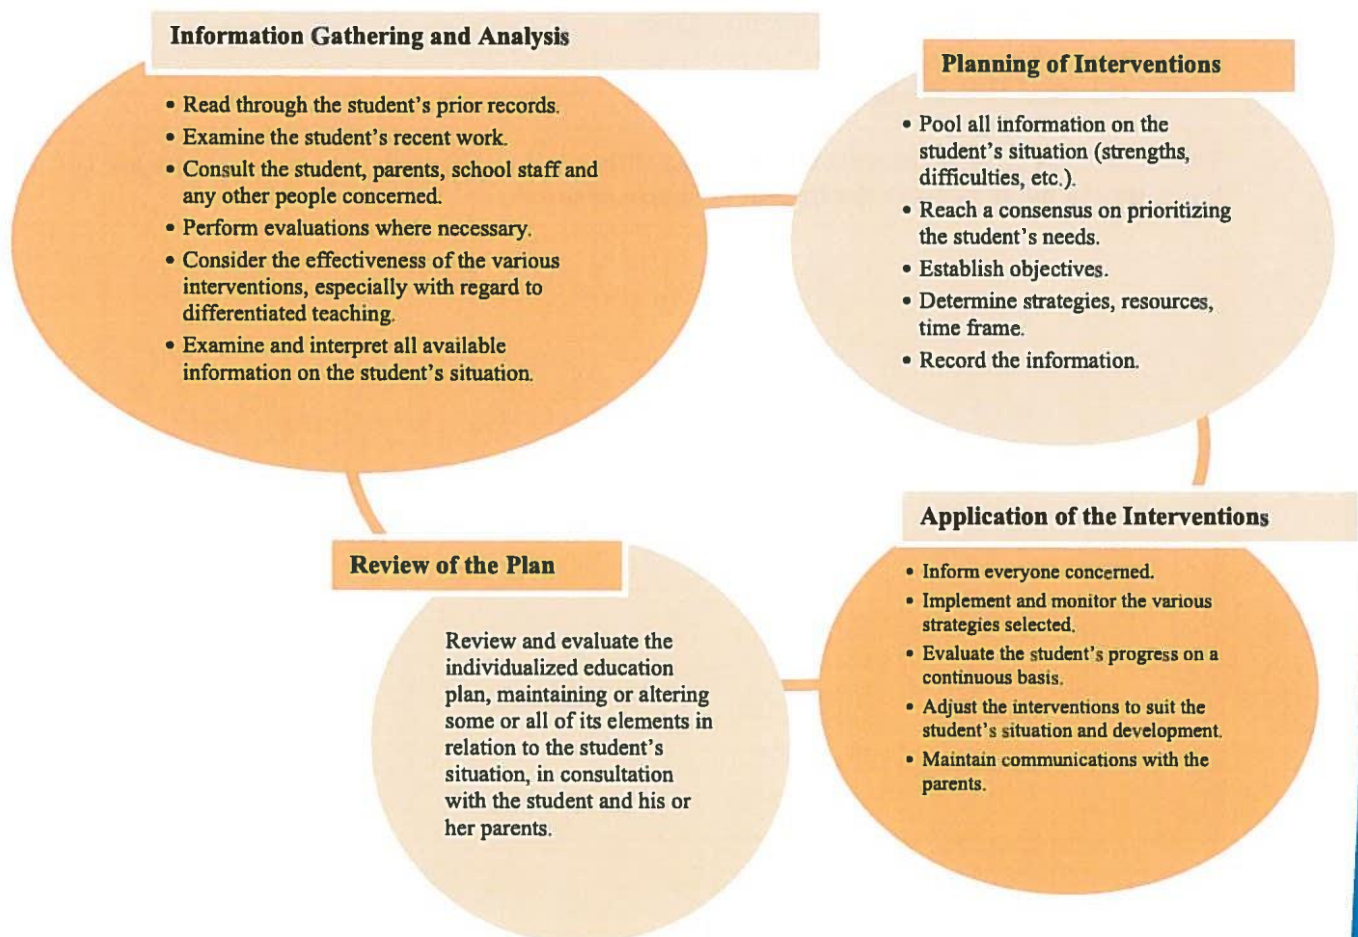 Information Gathering and Analysis
• Read through the student's prior records.
• Examine the student's recent work.
• Consult the student, parents, school staff and
any other people concerned.
• Perform evaluations where necessary.
• Consider the effectiveness of the various
interventions, especially with regard to
differentiated teaching.
• Examine and interpret all available
information on the student's situation.
Planning of Interventions
• Pool all information on the
student's situation (strengths,
difficulties, etc.).
• Reach a consensus on prioritizing
the student's needs.
• Establish objectives.
• Determine strategies, resources,
time frame.
• Record the information.
Application of the Interventions
• Inform everyone concerned.
• Implement and monitor the various
strategies selected.
• Evaluate the student's progress on a
continuous basis.
• Adjust the interventions to suit the
student's situation and development.
• Maintain communications with the
parents.
Review of the Plan
Review and evaluate the
individualized education
plan, maintaining or altering
some or all of its elements in
relation to the student's
situation, in consultation
with the student and his or
her parents.